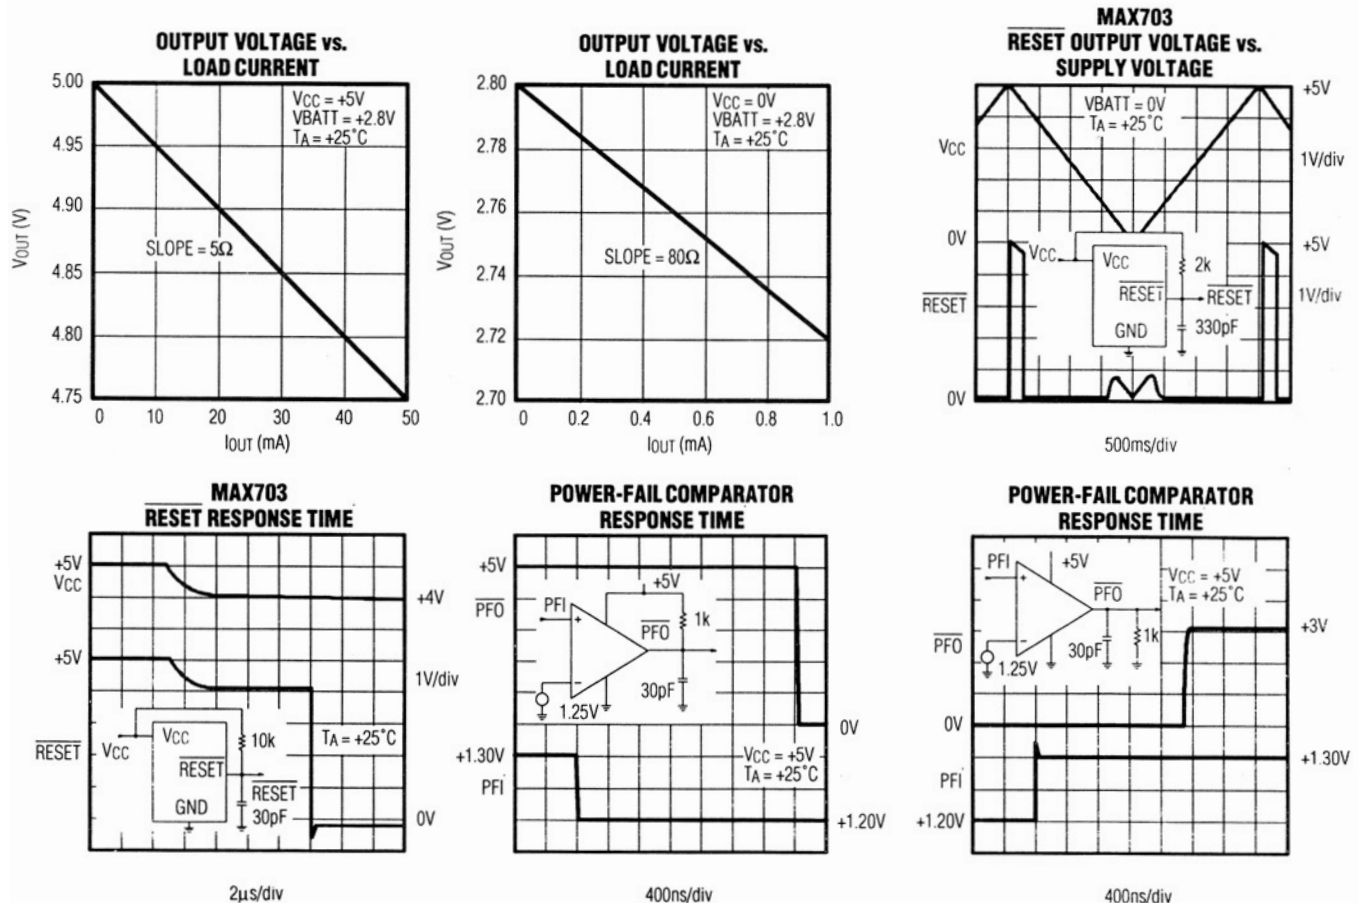 OUTPUT VOLTAGE vs.
LOAD CURRENT
5.00
4.95
4.90
4.85
4.80
4.75
VOUT (V)
VCC = +5V
VBATT = +2.8V
TA = +25°C
SLOPE = 5Ω
0 10 20 30 40 50
IOUT (mA)
OUTPUT VOLTAGE vs.
LOAD CURRENT
2.80
2.78
2.76
2.74
2.72
2.70
VOUT (V)
VCC = 0V
VBATT = +2.8V
TA = +25°C
SLOPE = 80Ω
0 0.2 0.4 0.6 0.8 1.0
IOUT (mA)
MAX703
RESET OUTPUT VOLTAGE vs.
SUPPLY VOLTAGE
VBATT = 0V
TA = +25°C
+5V
VCC
1V/div
0V
+5V
VCC
VCC
2k
RESET
RESET
RESET
1V/div
GND
330pF
0V
500ms/div
MAX703
RESET RESPONSE TIME
+5V
VCC
+4V
+5V
1V/div
VCC
VCC
10k
TA = +25°C
RESET
RESET
RESET
GND
30pF
0V
2µs/div
POWER-FAIL COMPARATOR
RESPONSE TIME
+5V
PFO
+5V
PFI
+
1k
PFO
−
30pF
1.25V
0V
+1.30V
PFI
VCC = +5V
TA = +25°C
+1.20V
400ns/div
POWER-FAIL COMPARATOR
RESPONSE TIME
PFI
+5V
+
PFO
VCC = +5V
TA = +25°C
+3V
PFO
−
30pF
1k
1.25V
0V
+1.30V
PFI
+1.20V
400ns/div